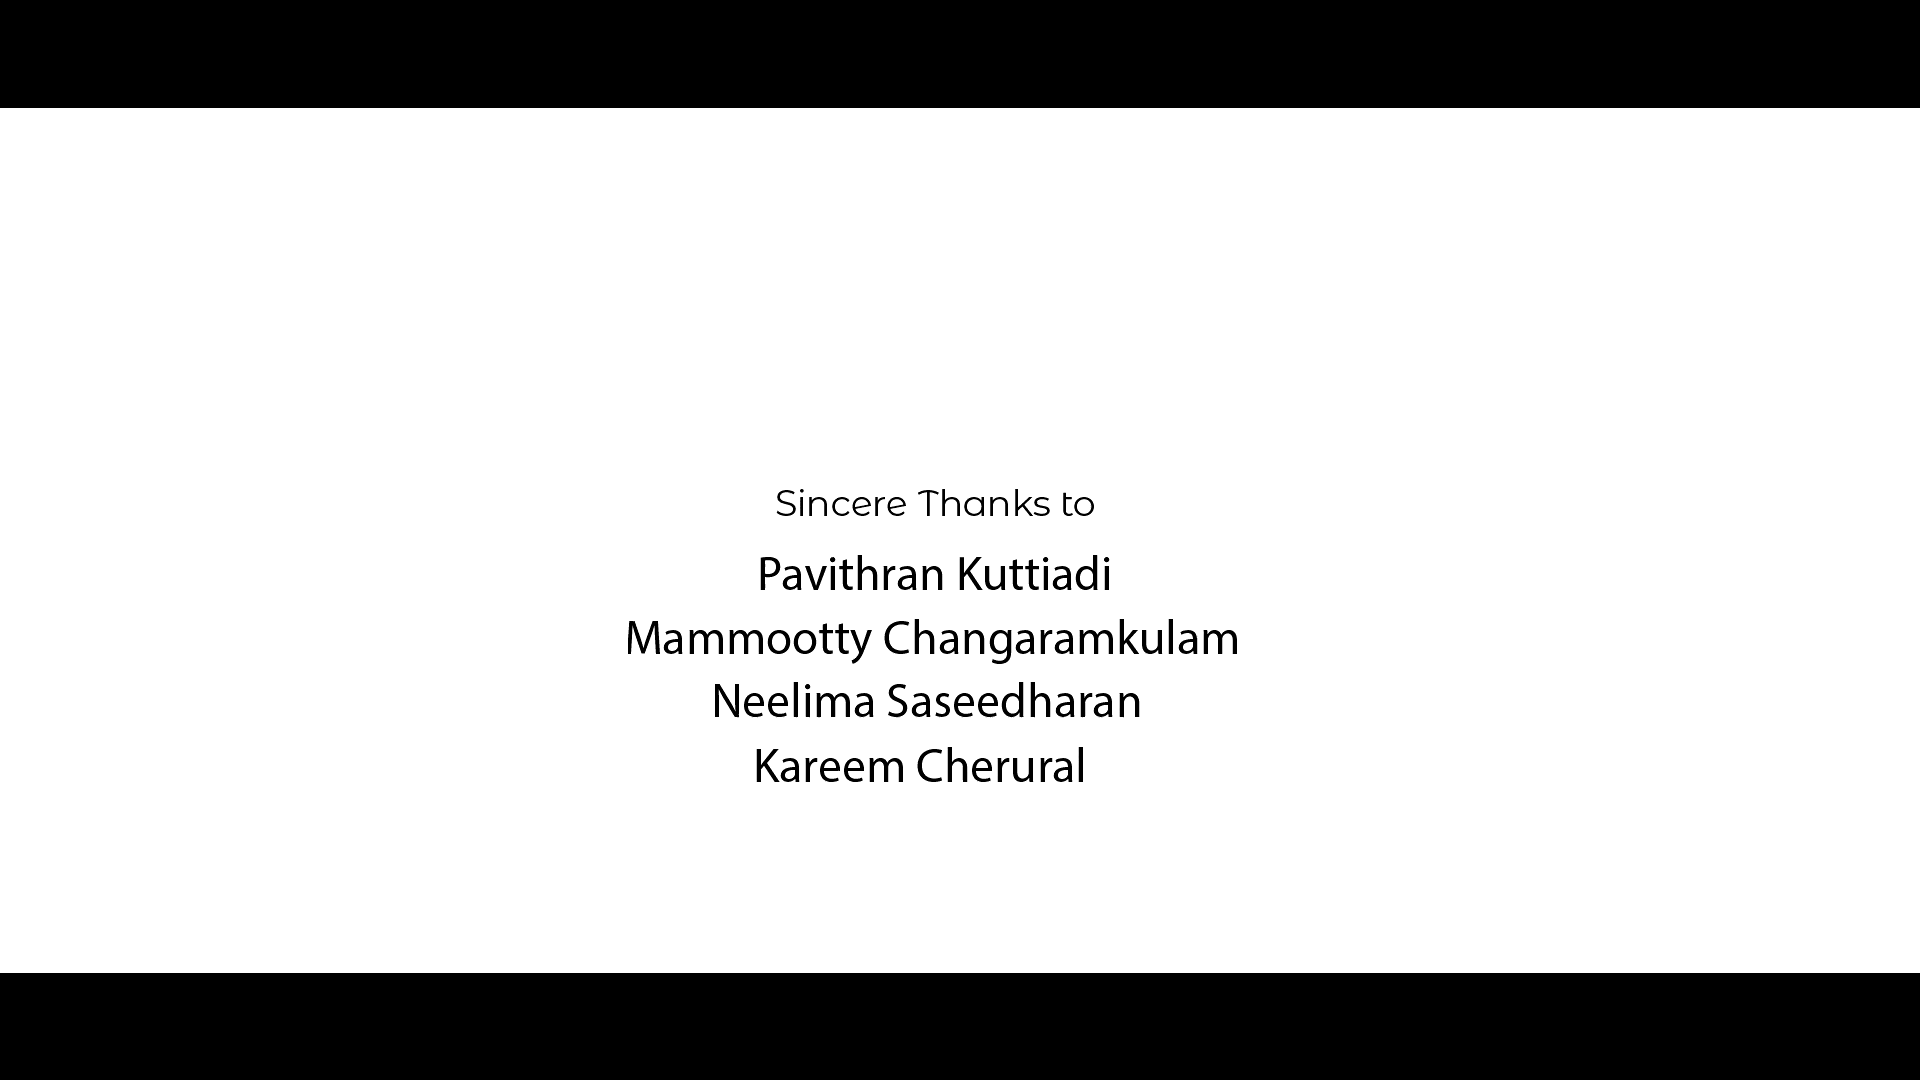 Sincere Thanks to
Pavithran Kuttiadi
Mammootty Changaramkulam
Neelima Saseedharan
Kareem Cherural